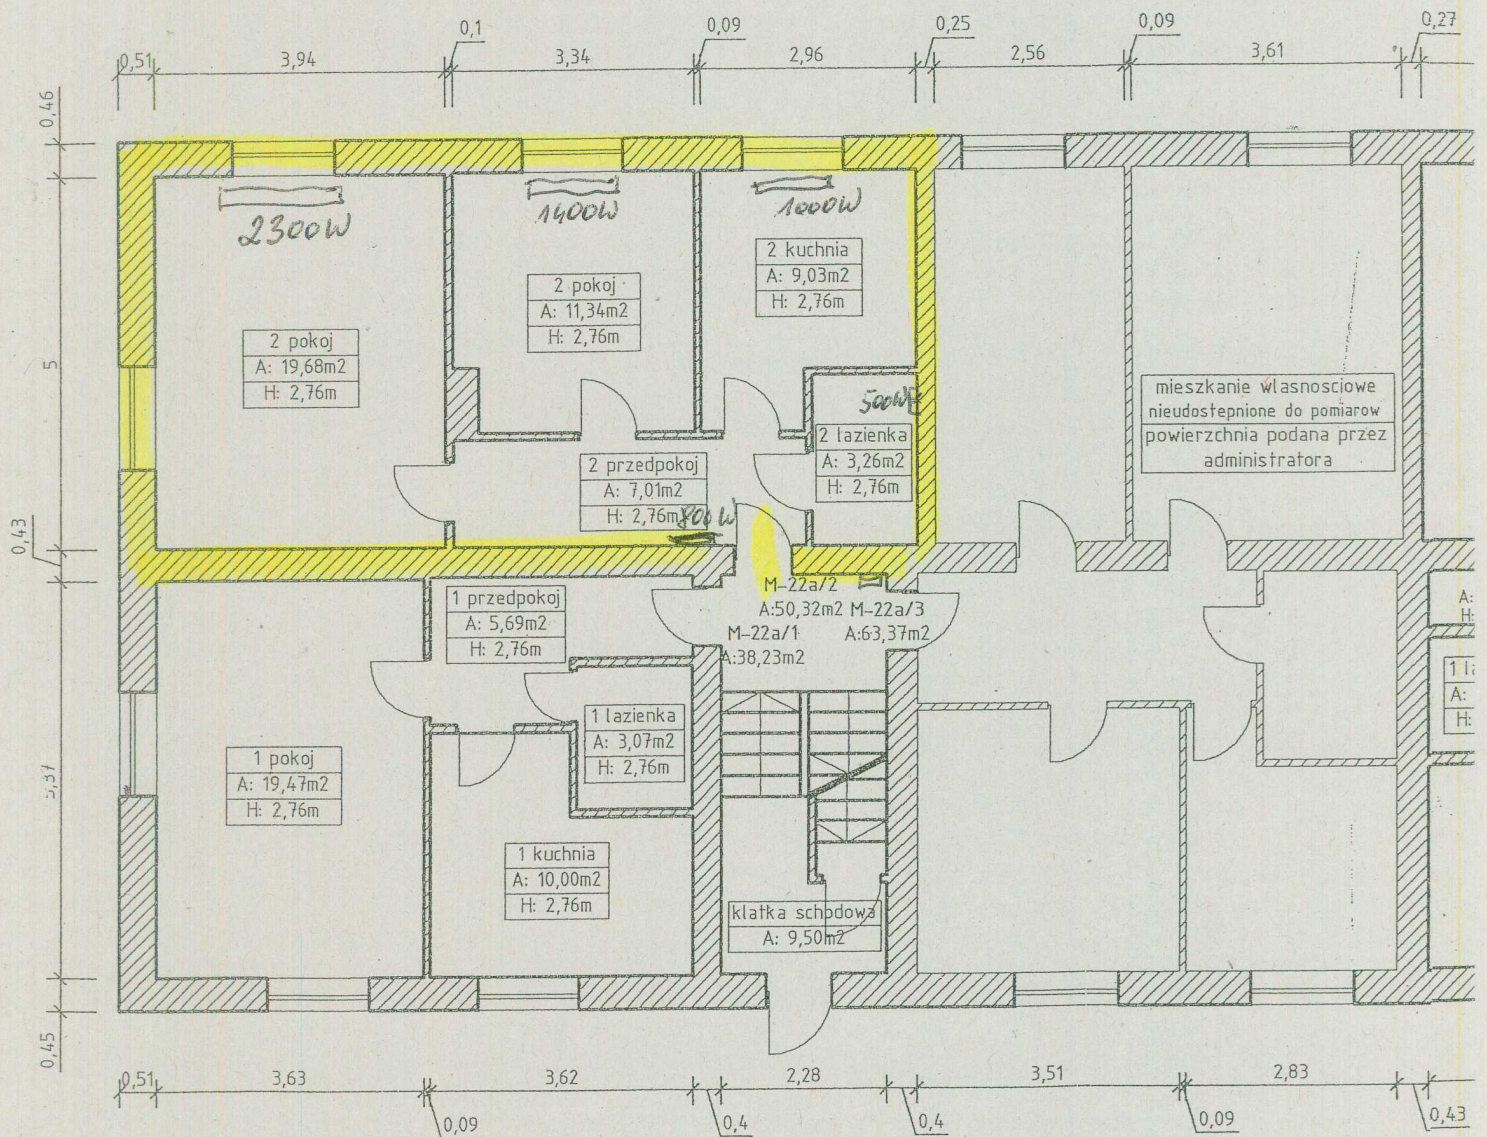 0,1
0,09
0,25
0,09
0,27
0,51
3,94
3,34
2,96
2,56
3,61
0,46
5
0,43
5,37
0,45
2300W
1400W
1000W
2 kuchnia
A: 9,03m2
H: 2,76m
2 pokoj
A: 11,34m2
H: 2,76m
2 pokoj
A: 19,68m2
H: 2,76m
mieszkanie wlasnosciowe
nieudostepnione do pomiarow
powierzchnia podana przez
administratora
500W
2 lazienka
A: 3,26m2
H: 2,76m
2 przedpokoj
A: 7,01m2
H: 2,76m
800W
M-22a/2
A:50,32m2
M-22a/3
A:63,37m2
M-22a/1
A:38,23m2
1 przedpokoj
A: 5,69m2
H: 2,76m
A:
H:
1 lazienka
A: 3,07m2
H: 2,76m
A:
H:
1 pokoj
A: 19,47m2
H: 2,76m
1 kuchnia
A: 10,00m2
H: 2,76m
klatka schodowa
A: 9,50m2
0,51
3,63
3,62
2,28
3,51
2,83
0,09
0,4
0,4
0,09
0,43